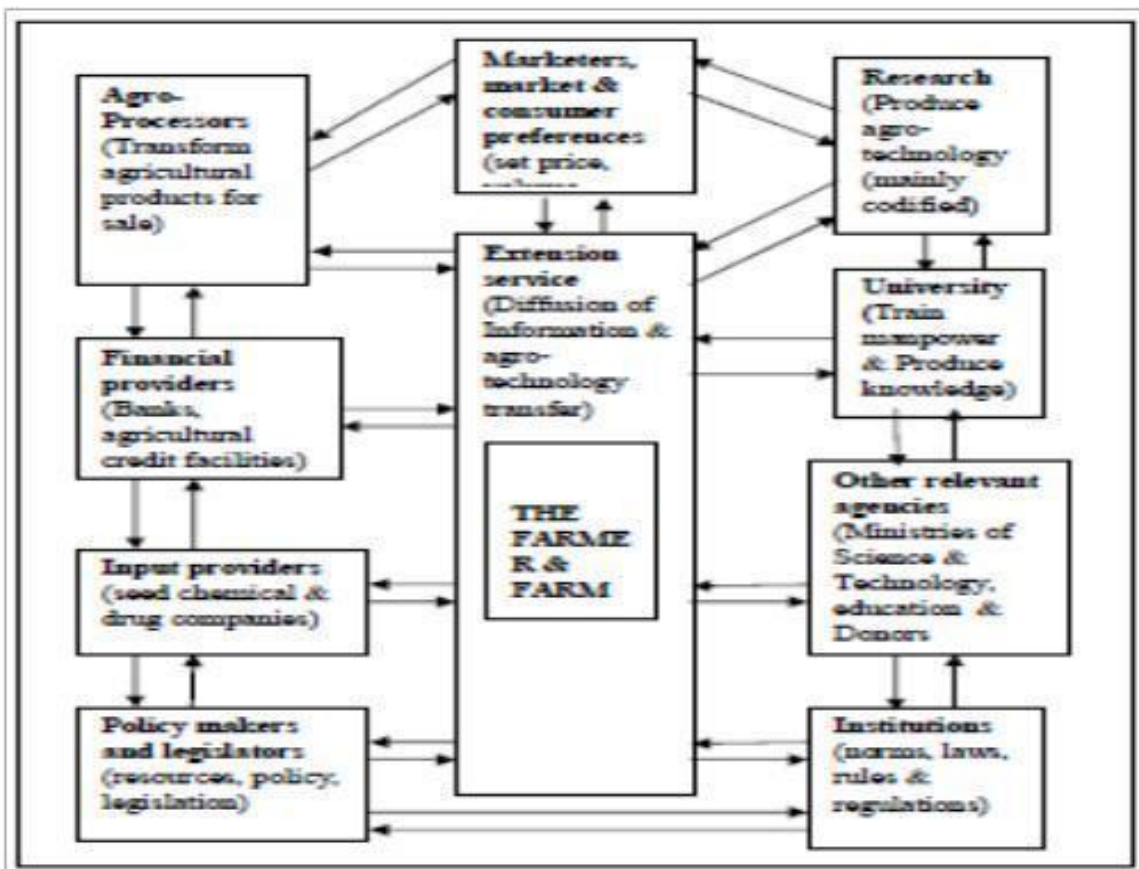 Marketers,
market &
consumer
preferences
(set price,
Agro-
Processors
(Transform
agricultural
products for
sale)
Research
(Produce
agro-
technology
(mainly
codified)
Extension
service
(Diffusion of
Information &
agro-
technology
transfer)
THE
FARME
R &
FARM
University
(Train
manpower
& Produce
knowledge)
Financial
providers
(Banks,
agricultural
credit facilities)
Other relevant
agencies
(Ministries of
Science &
Technology,
education &
Donors
Input providers
(seed chemical &
drug companies)
Policy makers
and legislators
(resources, policy,
legislation)
Institutions
(norms, laws,
rules &
regulations)